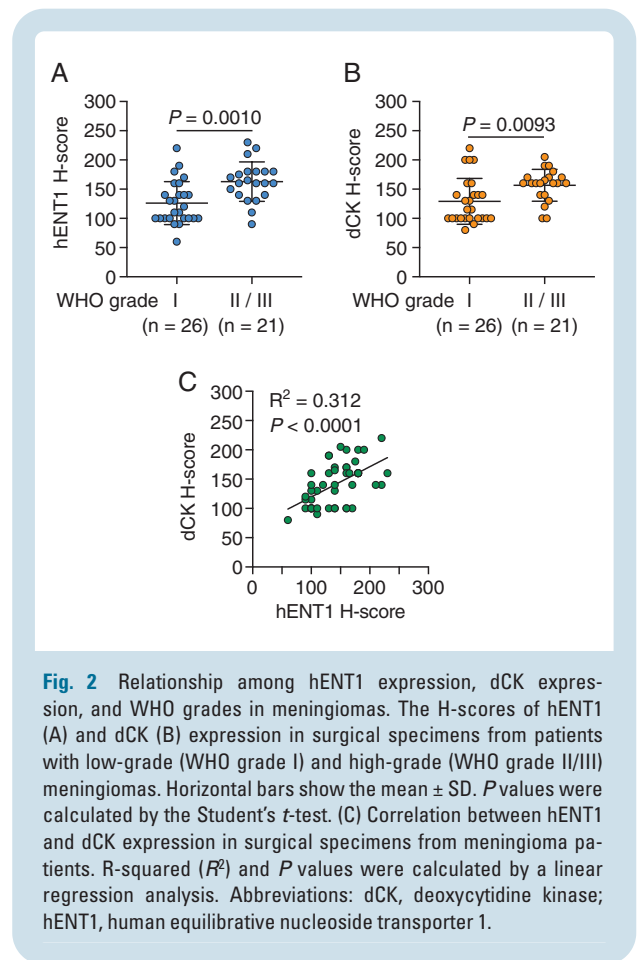 A
P = 0.0010
hENT1 H-score
300
250
200
150
100
50
0
WHO grade I II / III
(n = 26) (n = 21)
B
P = 0.0093
dCK H-score
300
250
200
150
100
50
0
WHO grade I II / III
(n = 26) (n = 21)
C
R² = 0.312
P < 0.0001
dCK H-score
300
250
200
150
100
50
0
0 100 200 300
hENT1 H-score
Fig. 2 Relationship among hENT1 expression, dCK expres-
sion, and WHO grades in meningiomas. The H-scores of hENT1
(A) and dCK (B) expression in surgical specimens from patients
with low-grade (WHO grade I) and high-grade (WHO grade II/III)
meningiomas. Horizontal bars show the mean ± SD. P values were
calculated by the Student’s t-test. (C) Correlation between hENT1
and dCK expression in surgical specimens from meningioma pa-
tients. R-squared (R²) and P values were calculated by a linear
regression analysis. Abbreviations: dCK, deoxycytidine kinase;
hENT1, human equilibrative nucleoside transporter 1.